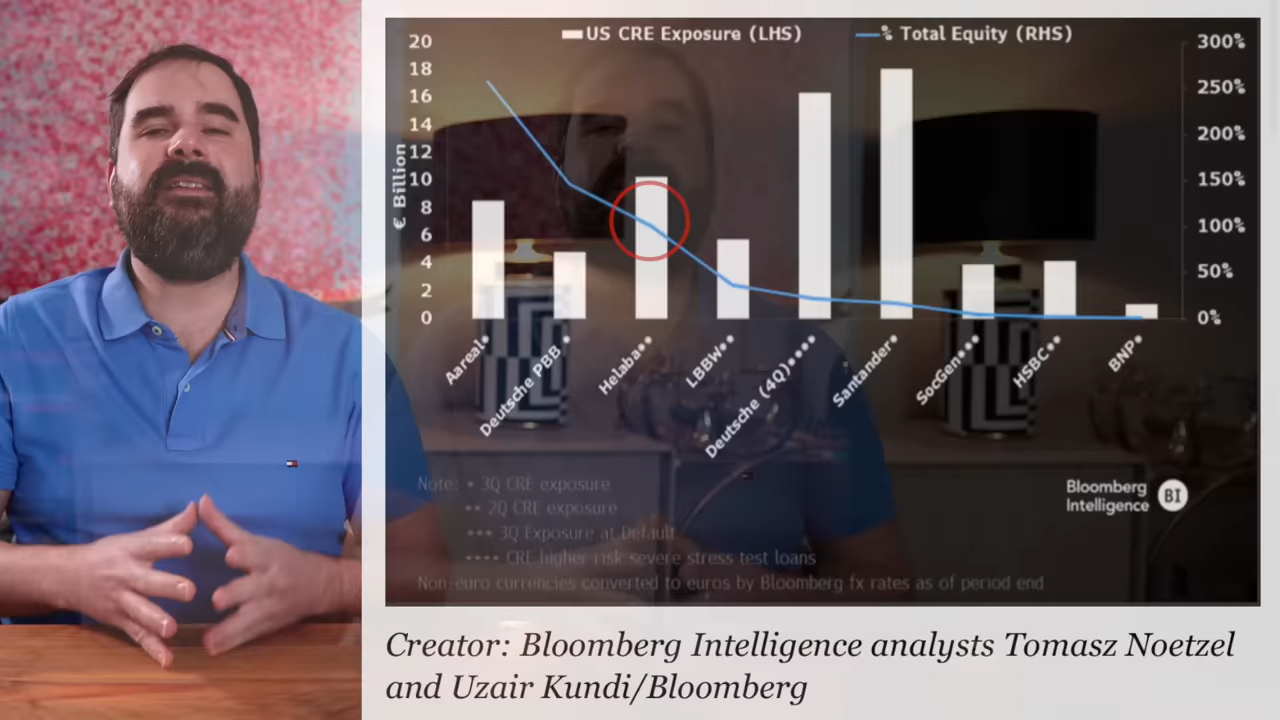 US CRE Exposure (LHS)
% Total Equity (RHS)
€ Billion
20
18
16
14
12
10
8
6
4
2
0
300%
250%
200%
150%
100%
50%
0%
Aareal•
Deutsche PBB •
Helaba••
LBBW••
Deutsche (4Q)••••
Santander•
SocGen•••
HSBC••
BNP•
Note: • 3Q CRE exposure
•• 2Q CRE exposure
••• 3Q Exposure at Default
•••• CRE higher risk severe stress test loans
Non-euro currencies converted to euros by Bloomberg fx rates as of period end
Bloomberg
Intelligence
BI
Creator: Bloomberg Intelligence analysts Tomasz Noetzel
and Uzair Kundi/Bloomberg